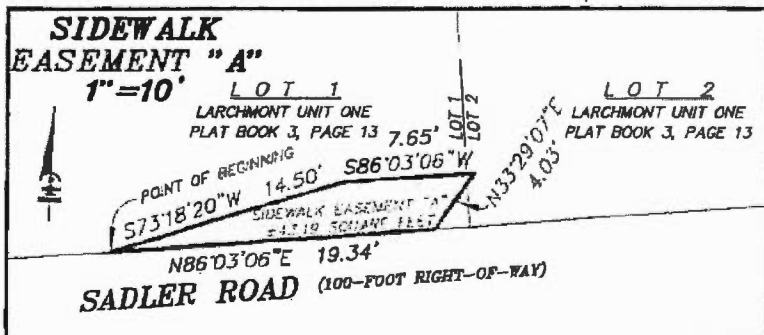 SIDEWALK
EASEMENT "A"
1"=10'
LOT 1
LARCHMONT UNIT ONE
PLAT BOOK 3, PAGE 13
LOT 1
LOT 2
LOT 2
LARCHMONT UNIT ONE
PLAT BOOK 3, PAGE 13
POINT OF BEGINNING
S73°18'20"W 14.50'
7.65'
S86°03'06"W
N33°29'07"E
4.03'
SIDEWALK EASEMENT "A"
SQUARE FEET
N86°03'06"E 19.34'
SADLER ROAD (100-FOOT RIGHT-OF-WAY)